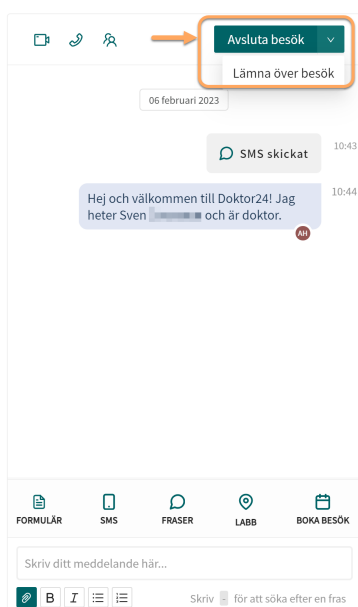 Avsluta besök
Lämna över besök
06 februari 2023
SMS skickat
10:43
Hej och välkommen till Doktor24! Jag
heter Sven och är doktor.
10:44
AH
FORMULÄR
SMS
FRASER
LABB
BOKA BESÖK
Skriv ditt meddelande här...
B
I
Skriv - för att söka efter en fras